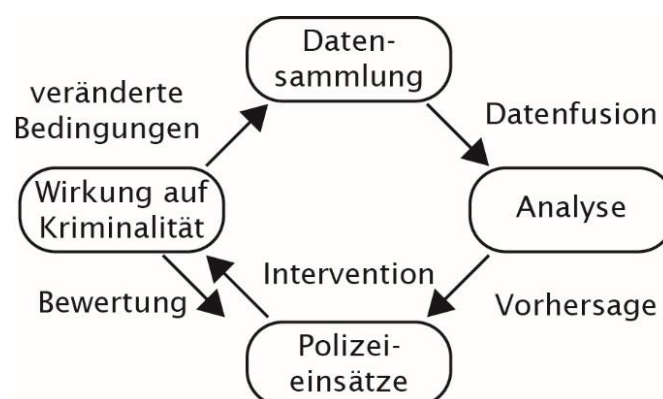 Daten-
sammlung
veränderte
Bedingungen
Datenfusion
Wirkung auf
Kriminalität
Analyse
Intervention
Bewertung
Vorhersage
Polizei-
einsätze